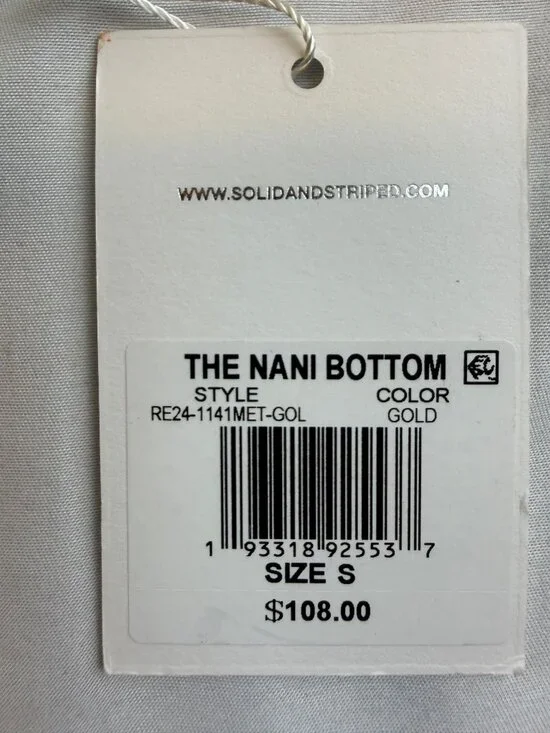 WWW.SOLIDANDSTRIPED.COM
THE NANI BOTTOM
STYLE COLOR
RE24-1141MET-GOL GOLD
1 93318 92553 7
SIZE S
$108.00